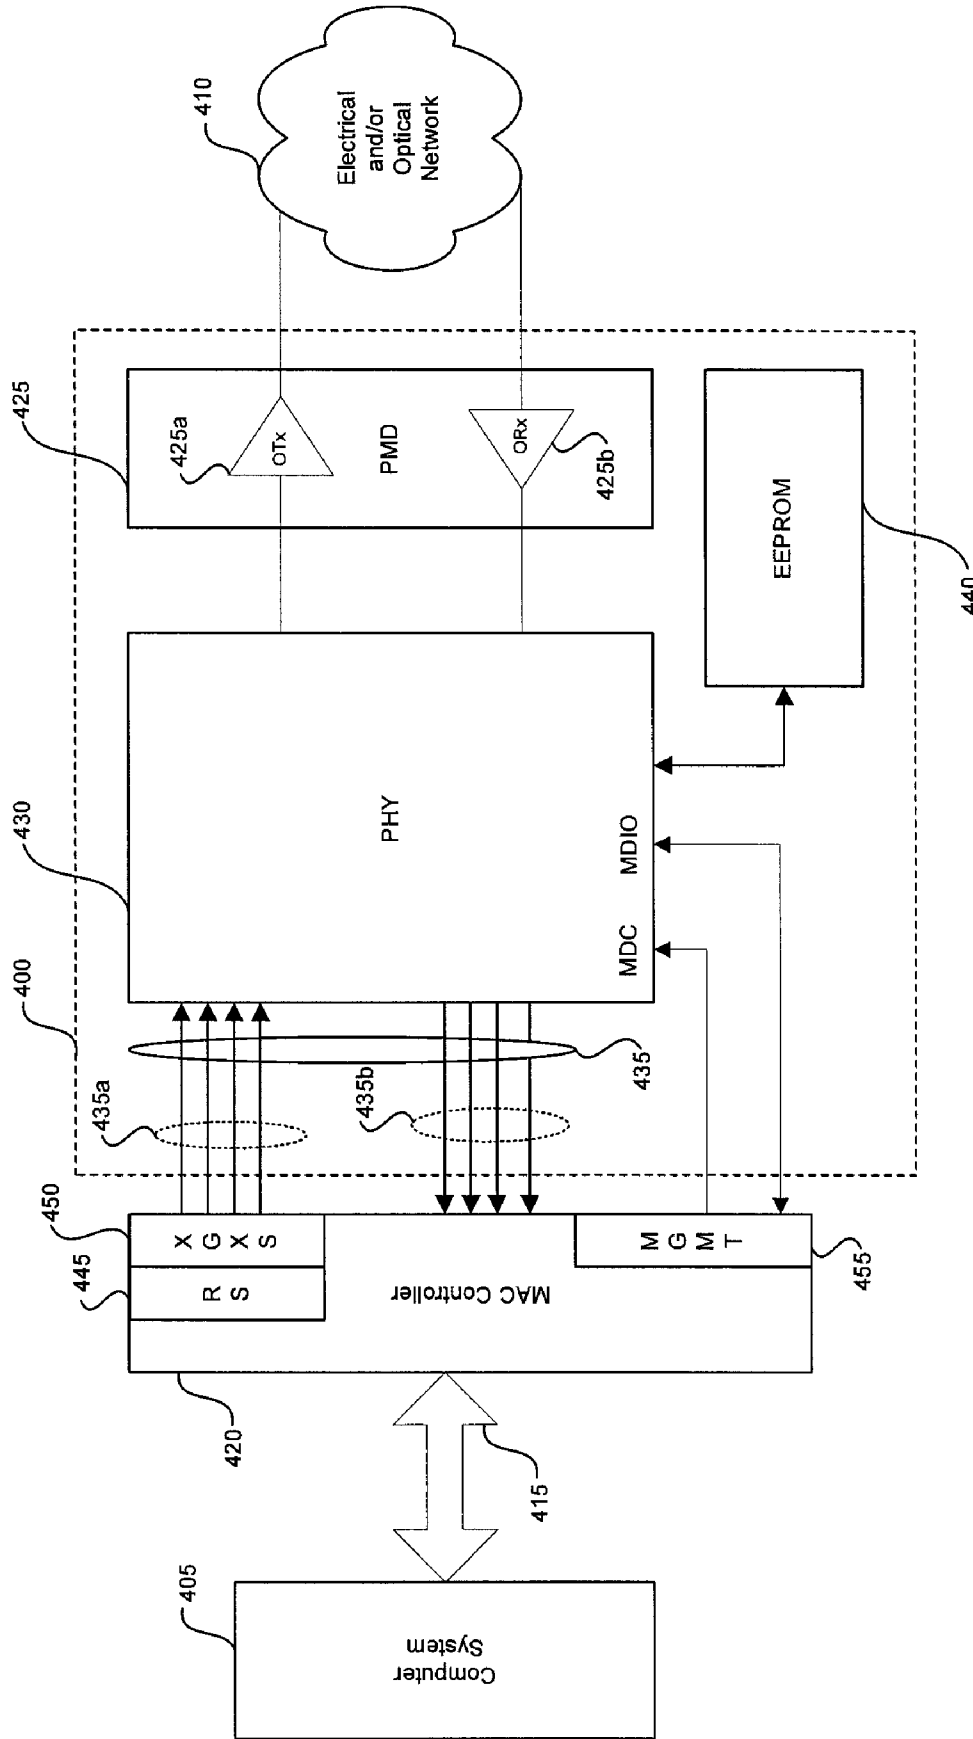 410
Electrical
and/or
Optical
Network
425
425a
OTx
PMD
ORx
425b
EEPROM
440
430
PHY
MDC
MDIO
400
435a
435b
435
450
445
X
G
X
S
R
S
MAC Controller
M
G
M
T
455
420
415
405
Computer
System